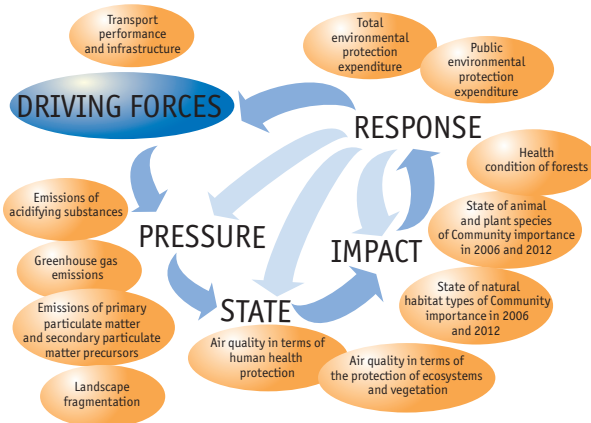 Transport
performance
and infrastructure
Total
environmental
protection
expenditure
Public
environmental
protection
expenditure
DRIVING FORCES
RESPONSE
Health
condition of forests
Emissions of
acidifying substances
State of animal
and plant species
of Community importance
in 2006 and 2012
PRESSURE
IMPACT
Greenhouse gas
emissions
State of natural
habitat types of Community
importance in 2006
and 2012
Emissions of primary
particulate matter
and secondary particulate
matter precursors
STATE
Air quality in terms of
human health
protection
Air quality in terms of
the protection of ecosystems
and vegetation
Landscape
fragmentation